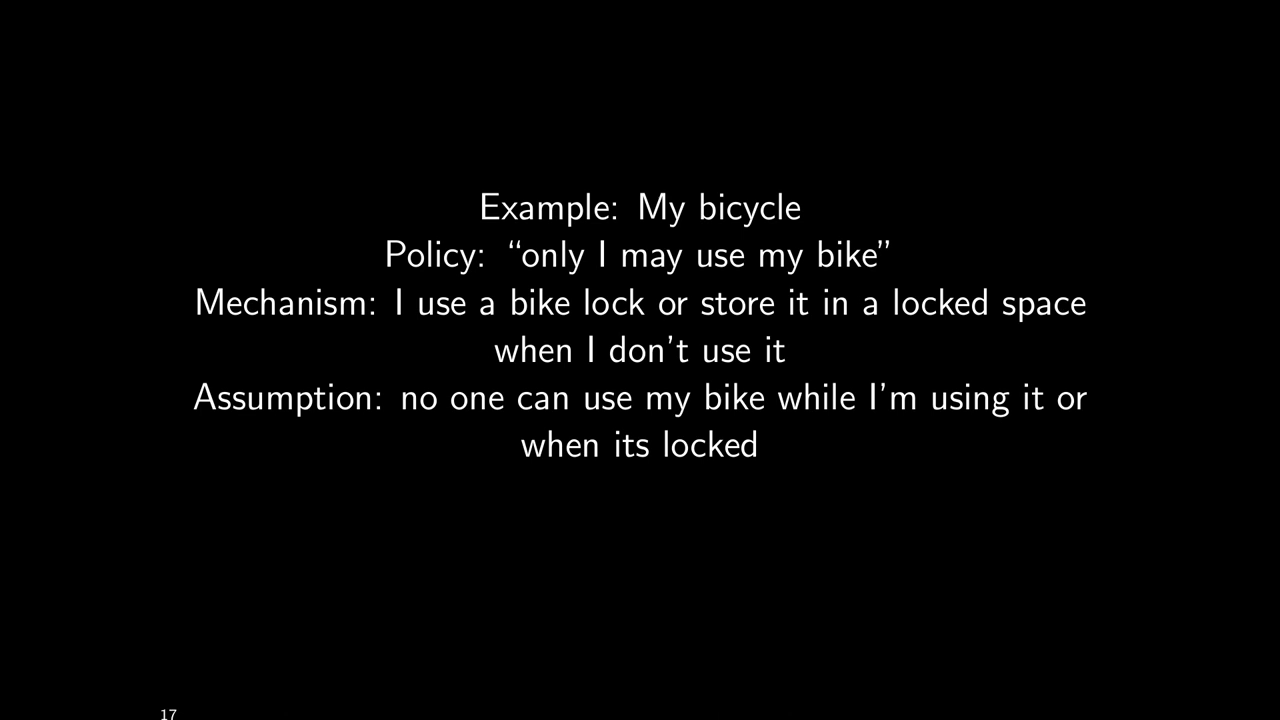 Example: My bicycle
Policy: “only I may use my bike”
Mechanism: I use a bike lock or store it in a locked space
when I don’t use it
Assumption: no one can use my bike while I’m using it or
when its locked
17